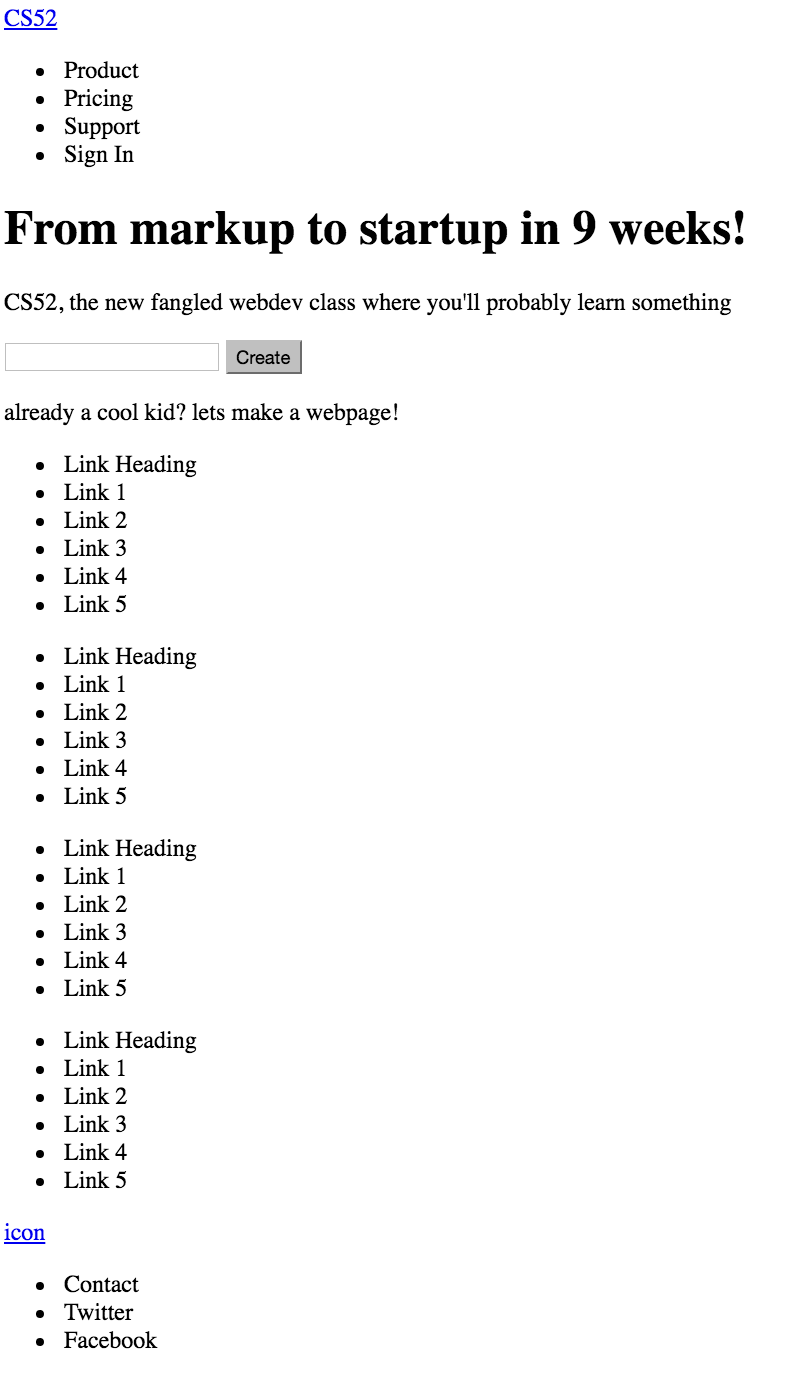 CS52
Product
Pricing
Support
Sign In
From markup to startup in 9 weeks!
CS52, the new fangled webdev class where you'll probably learn something
Create
already a cool kid? lets make a webpage!
Link Heading
Link 1
Link 2
Link 3
Link 4
Link 5
Link Heading
Link 1
Link 2
Link 3
Link 4
Link 5
Link Heading
Link 1
Link 2
Link 3
Link 4
Link 5
Link Heading
Link 1
Link 2
Link 3
Link 4
Link 5
icon
Contact
Twitter
Facebook